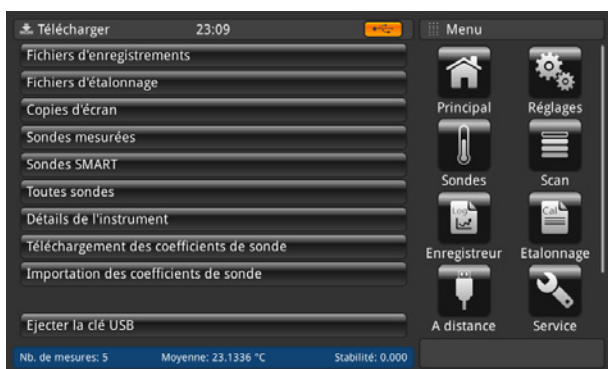 Télécharger 23:09
Fichiers d'enregistrements
Fichiers d'étalonnage
Copies d'écran
Sondes mesurées
Sondes SMART
Toutes sondes
Détails de l'instrument
Téléchargement des coefficients de sonde
Importation des coefficients de sonde
Ejecter la clé USB
Nb. de mesures: 5 Moyenne: 23.1336 °C Stabilité: 0.000
Menu
Principal Réglages
Sondes Scan
Log Cal
Enregistreur Etalonnage
A distance Service